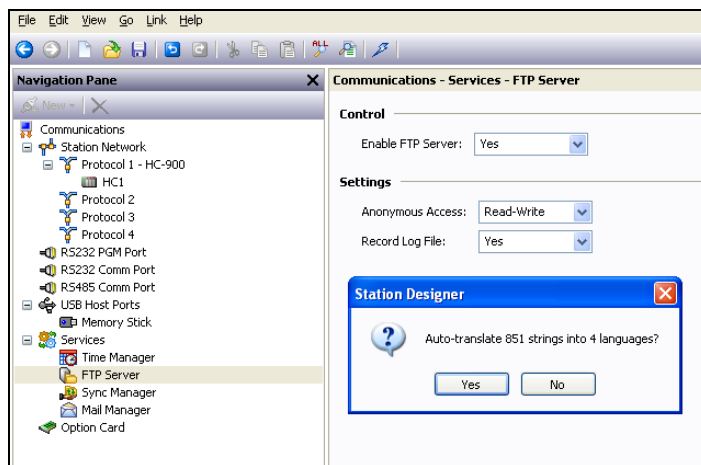 File Edit View Go Link Help
ALL
Navigation Pane
New
Communications
Station Network
Protocol 1 - HC-900
HC1
Protocol 2
Protocol 3
Protocol 4
RS232 PGM Port
RS232 Comm Port
RS485 Comm Port
USB Host Ports
Memory Stick
Services
Time Manager
FTP Server
Sync Manager
Mail Manager
Option Card
Communications - Services - FTP Server
Control
Enable FTP Server: Yes
Settings
Anonymous Access: Read-Write
Record Log File: Yes
Station Designer
Auto-translate 851 strings into 4 languages?
Yes No